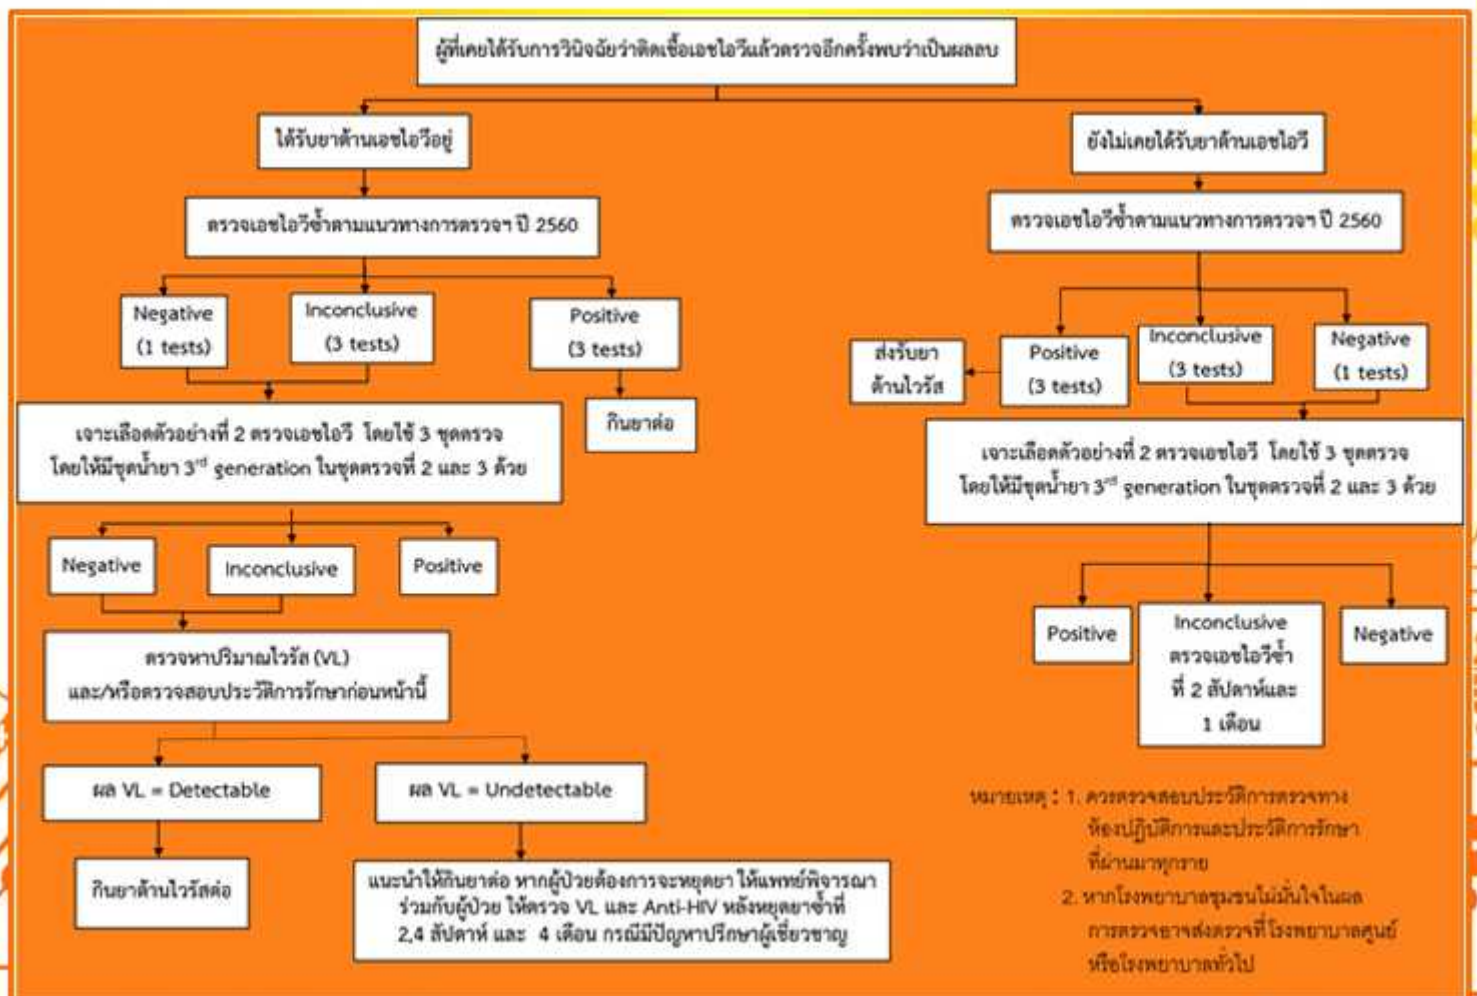 ผู้ที่เคยได้รับการวินิจฉัยว่าติดเชื้อเอชไอวีแล้วตรวจอีกครั้งพบว่าเป็นผลลบ
ได้รับยาต้านเอชไอวีอยู่
ตรวจเอชไอวีซ้ำตามแนวทางการตรวจฯ ปี 2560
Negative
(1 tests)
Inconclusive
(3 tests)
Positive
(3 tests)
กินยาต่อ
เจาะเลือดตัวอย่างที่ 2 ตรวจเอชไอวี โดยใช้ 3 ชุดตรวจ
โดยให้มีชุดน้ำยา 3rd generation ในชุดตรวจที่ 2 และ 3 ด้วย
Negative
Inconclusive
Positive
ตรวจหาปริมาณไวรัส (VL)
และ/หรือตรวจสอบประวัติการรักษาก่อนหน้านี้
ผล VL = Detectable
ผล VL = Undetectable
กินยาต้านไวรัสต่อ
แนะนำให้กินยาต่อ หากผู้ป่วยต้องการจะหยุดยา ให้แพทย์พิจารณา
ร่วมกับผู้ป่วย ให้ตรวจ VL และ Anti-HIV หลังหยุดยาซ้ำที่
2,4 สัปดาห์ และ 4 เดือน กรณีมีปัญหาปรึกษาผู้เชี่ยวชาญ
ยังไม่เคยได้รับยาต้านเอชไอวี
ตรวจเอชไอวีซ้ำตามแนวทางการตรวจฯ ปี 2560
ส่งรับยา
ต้านไวรัส
Positive
(3 tests)
Inconclusive
(3 tests)
Negative
(1 tests)
เจาะเลือดตัวอย่างที่ 2 ตรวจเอชไอวี โดยใช้ 3 ชุดตรวจ
โดยให้มีชุดน้ำยา 3rd generation ในชุดตรวจที่ 2 และ 3 ด้วย
Positive
Inconclusive
ตรวจเอชไอวีซ้ำ
ที่ 2 สัปดาห์และ
1 เดือน
Negative
หมายเหตุ : 1. ควรตรวจสอบประวัติการตรวจทาง
ห้องปฏิบัติการและประวัติการรักษา
ที่ผ่านมาทุกราย
2. หากโรงพยาบาลชุมชนไม่มั่นใจในผล
การตรวจอาจส่งตรวจที่โรงพยาบาลศูนย์
หรือโรงพยาบาลทั่วไป